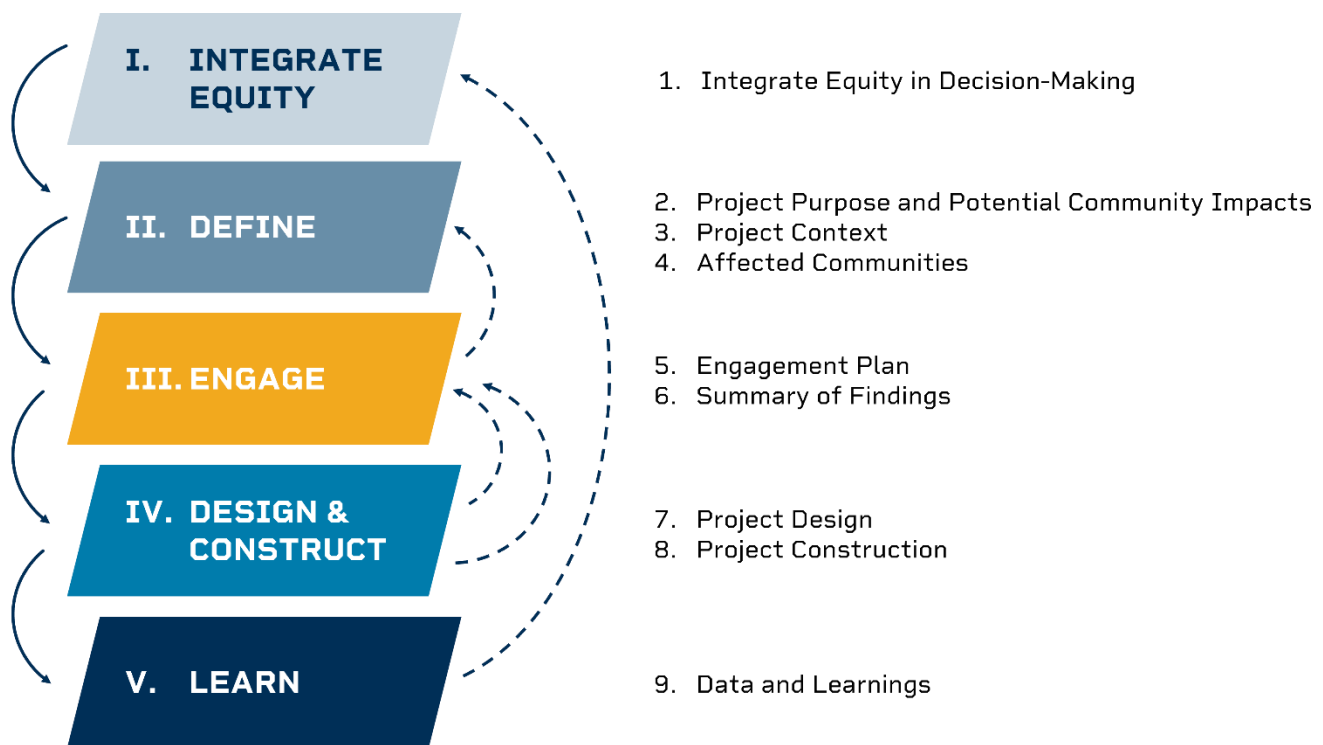 I. INTEGRATE
EQUITY
1. Integrate Equity in Decision-Making
II. DEFINE
2. Project Purpose and Potential Community Impacts
3. Project Context
4. Affected Communities
III. ENGAGE
5. Engagement Plan
6. Summary of Findings
IV. DESIGN &
CONSTRUCT
7. Project Design
8. Project Construction
V. LEARN
9. Data and Learnings